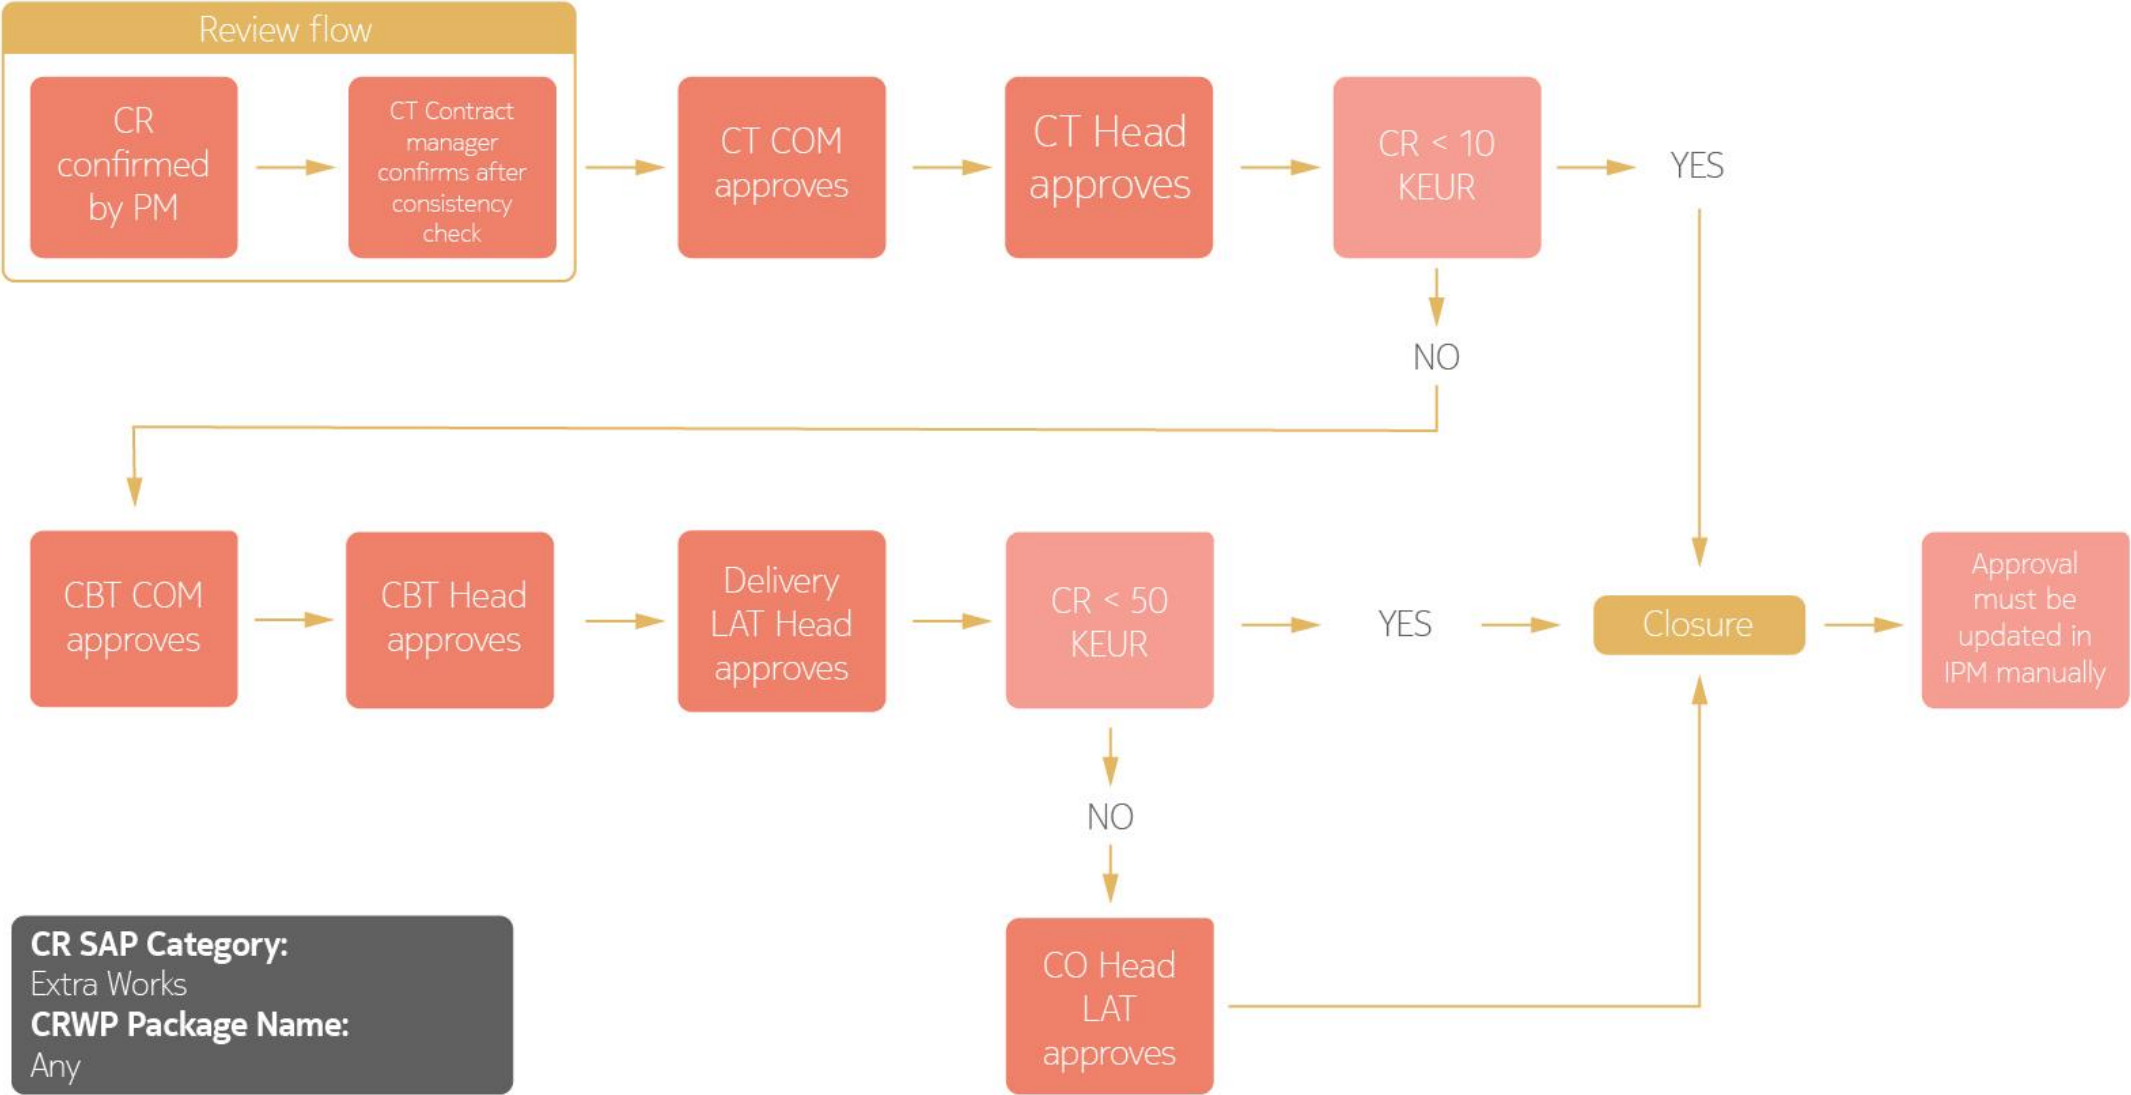 Review flow
CR
confirmed
by PM
CT Contract
manager
confirms after
consistency
check
CT COM
approves
CT Head
approves
CR < 10
KEUR
YES
NO
CBT COM
approves
CBT Head
approves
Delivery
LAT Head
approves
CR < 50
KEUR
YES
Closure
Approval
must be
updated in
IPM manually
NO
CO Head
LAT
approves
CR SAP Category:
Extra Works
CRWP Package Name:
Any